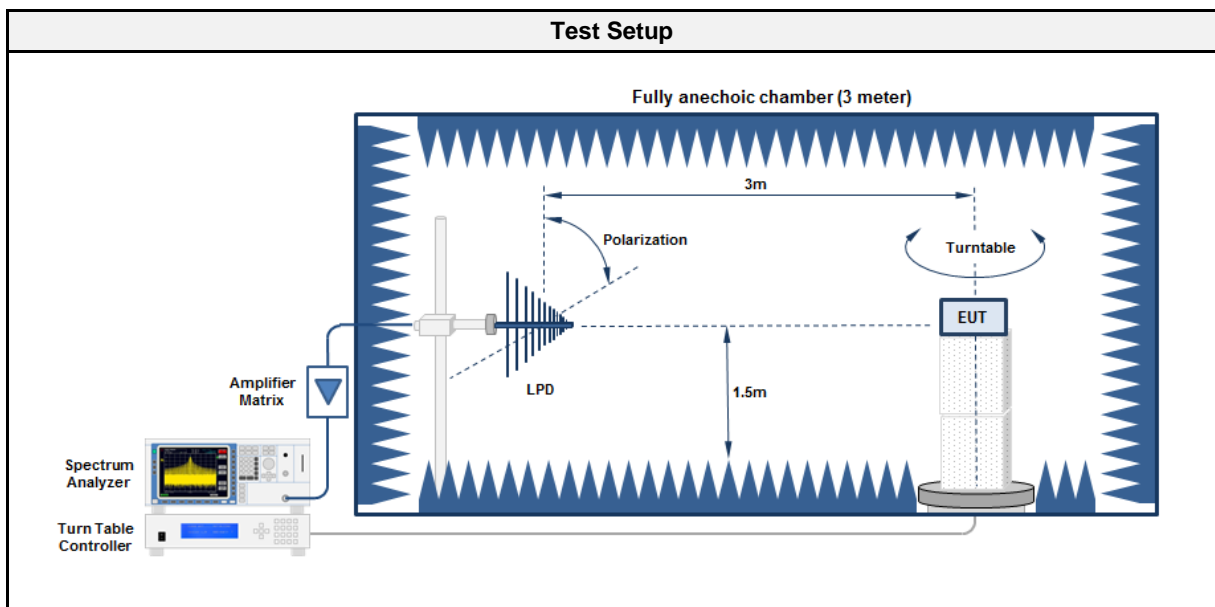 Test Setup
Fully anechoic chamber (3 meter)
3m
Polarization
Turntable
EUT
LPD
1.5m
Amplifier
Matrix
Spectrum
Analyzer
Turn Table
Controller